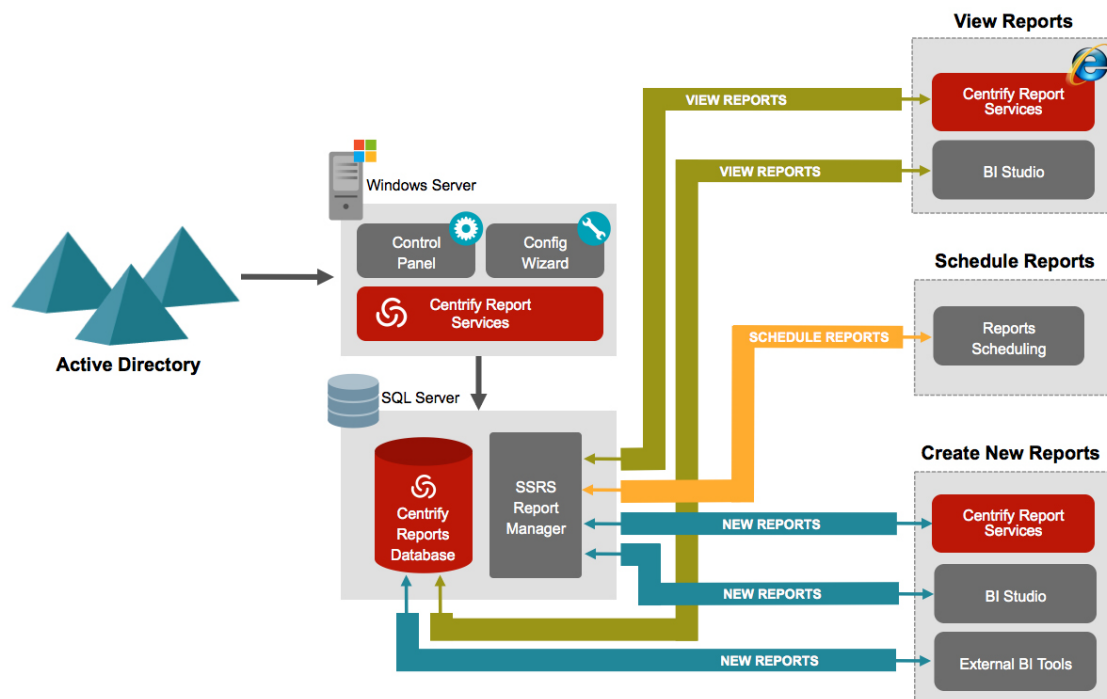 View Reports
Centrify Report
Services
BI Studio
VIEW REPORTS
VIEW REPORTS
Windows Server
Control
Panel
Config
Wizard
Centrify Report
Services
Active Directory
Schedule Reports
SCHEDULE REPORTS
Reports
Scheduling
SQL Server
Centrify
Reports
Database
SSRS
Report
Manager
Create New Reports
NEW REPORTS
Centrify Report
Services
NEW REPORTS
BI Studio
NEW REPORTS
External BI Tools